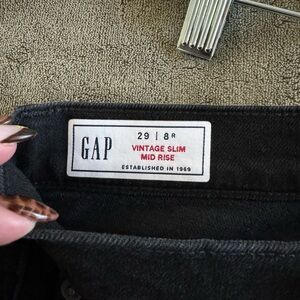 GAP
29 | 8R
VINTAGE SLIM
MID RISE
ESTABLISHED IN 1969